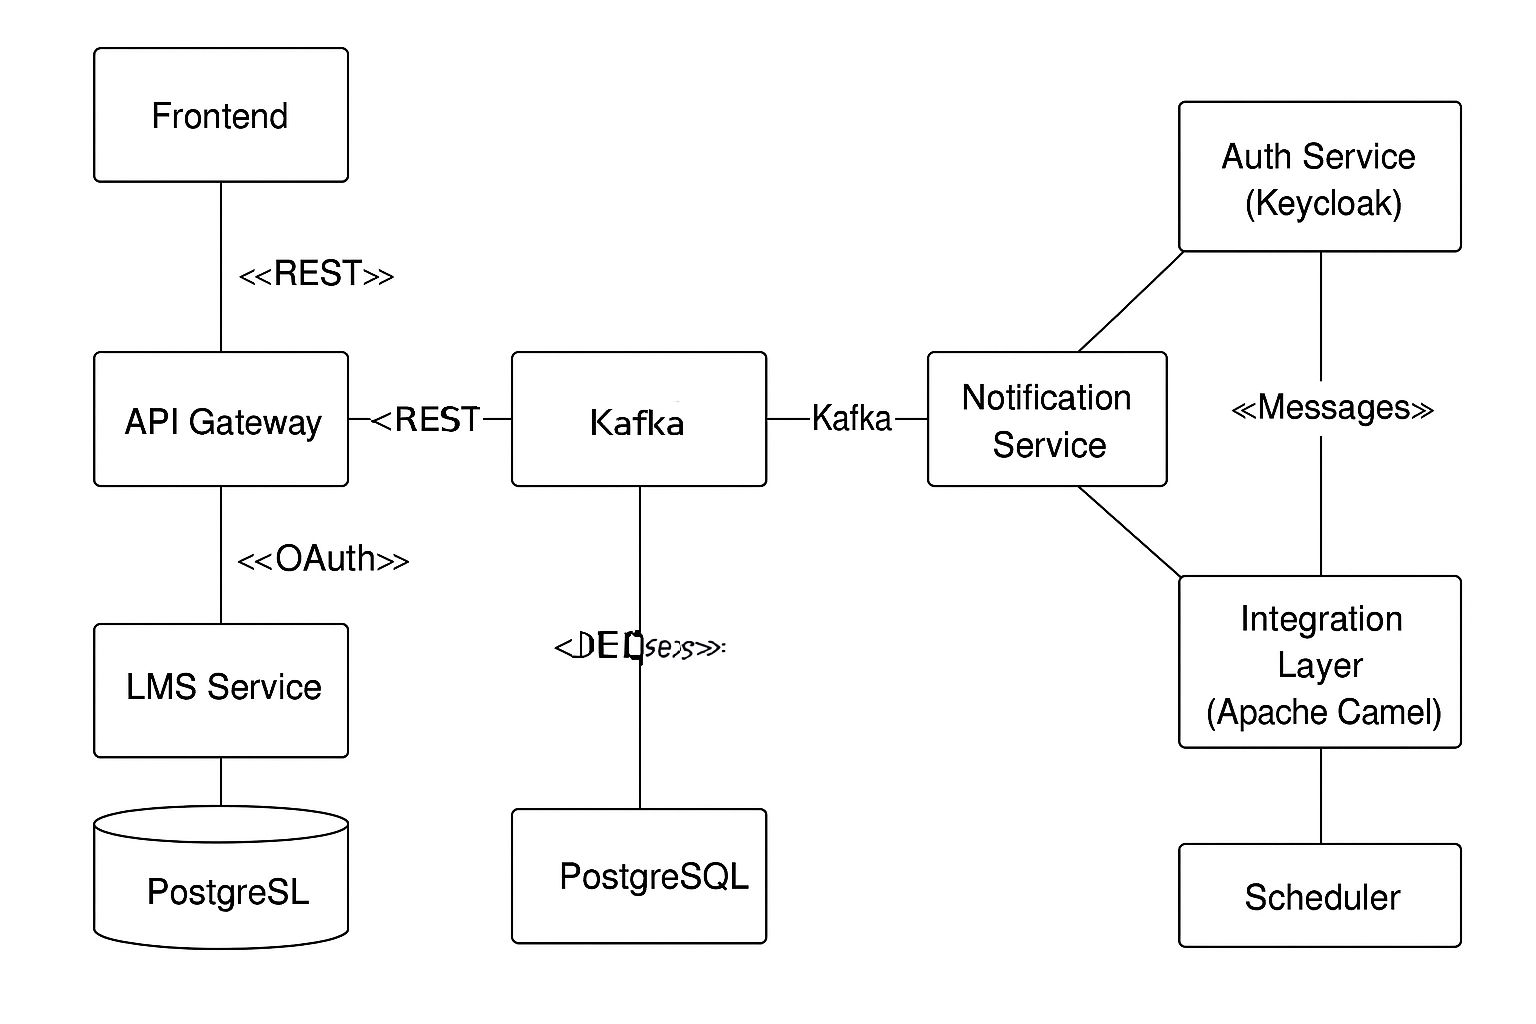 Frontend
Auth Service
(Keycloak)
<<REST>>
API Gateway
<REST
Kafka
Kafka
Notification
Service
≪Messages≫
<<OAuth>>
Integration
Layer
(Apache Camel)
LMS Service
PostgreSL
PostgreSQL
Scheduler